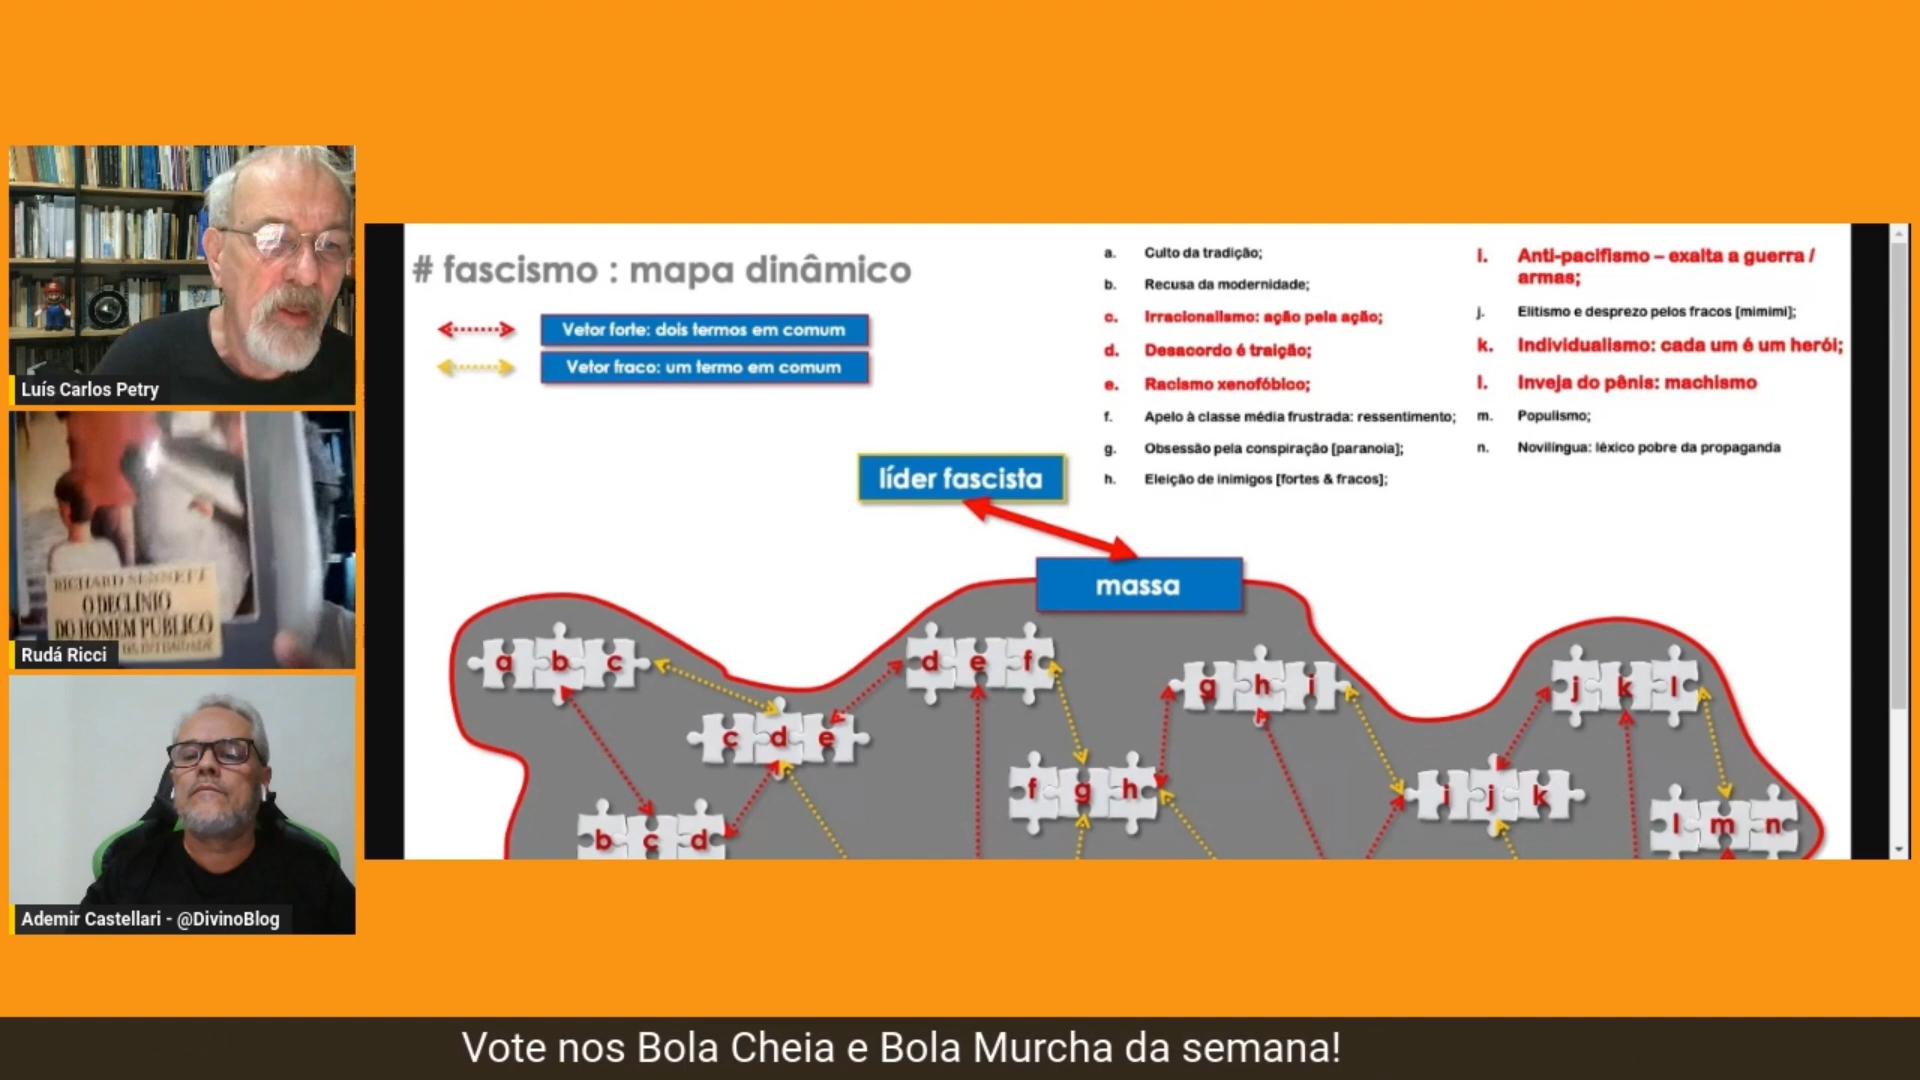 # fascismo : mapa dinâmico
Vetor forte: dois termos em comum
Vetor fraco: um termo em comum
a. Culto da tradição;
b. Recusa da modernidade;
c. Irracionalismo: ação pela ação;
d. Desacordo é traição;
e. Racismo xenofóbico;
f. Apelo à classe média frustrada: ressentimento;
g. Obsessão pela conspiração [paranoia];
h. Eleição de inimigos [fortes & fracos];
i. Anti-pacifismo – exalta a guerra /
armas;
j. Elitismo e desprezo pelos fracos [mimimi];
k. Individualismo: cada um é um herói;
l. Inveja do pênis: machismo
m. Populismo;
n. Novilíngua: léxico pobre da propaganda
líder fascista
massa
a b c
d e f
g h i
j k l
c d e
f g h
i j k
l m n
b c d
Luís Carlos Petry
RICHARD SENNETT
O DECLÍNIO
DO HOMEM PÚBLICO
Rudá Ricci
Ademir Castellari - @DivinoBlog
Vote nos Bola Cheia e Bola Murcha da semana!